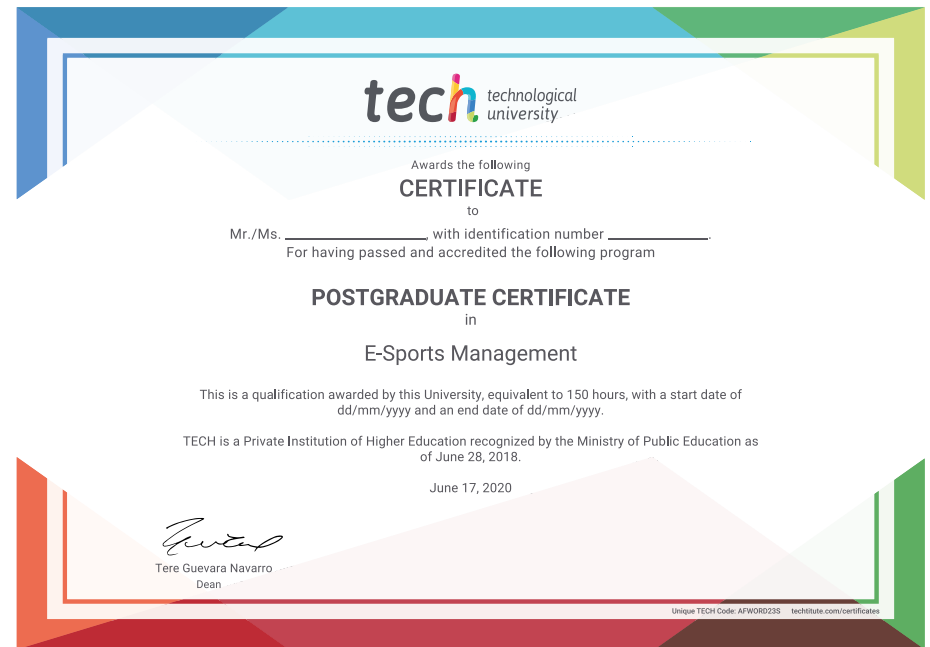 tech technological
university
Awards the following
CERTIFICATE
to
Mr./Ms. ____________________, with identification number ______________.
For having passed and accredited the following program
POSTGRADUATE CERTIFICATE
in
E-Sports Management
This is a qualification awarded by this University, equivalent to 150 hours, with a start date of
dd/mm/yyyy and an end date of dd/mm/yyyy.
TECH is a Private Institution of Higher Education recognized by the Ministry of Public Education as
of June 28, 2018.
June 17, 2020
Tere Guevara Navarro
Dean
Unique TECH Code: AFWORD23S techtitute.com/certificates